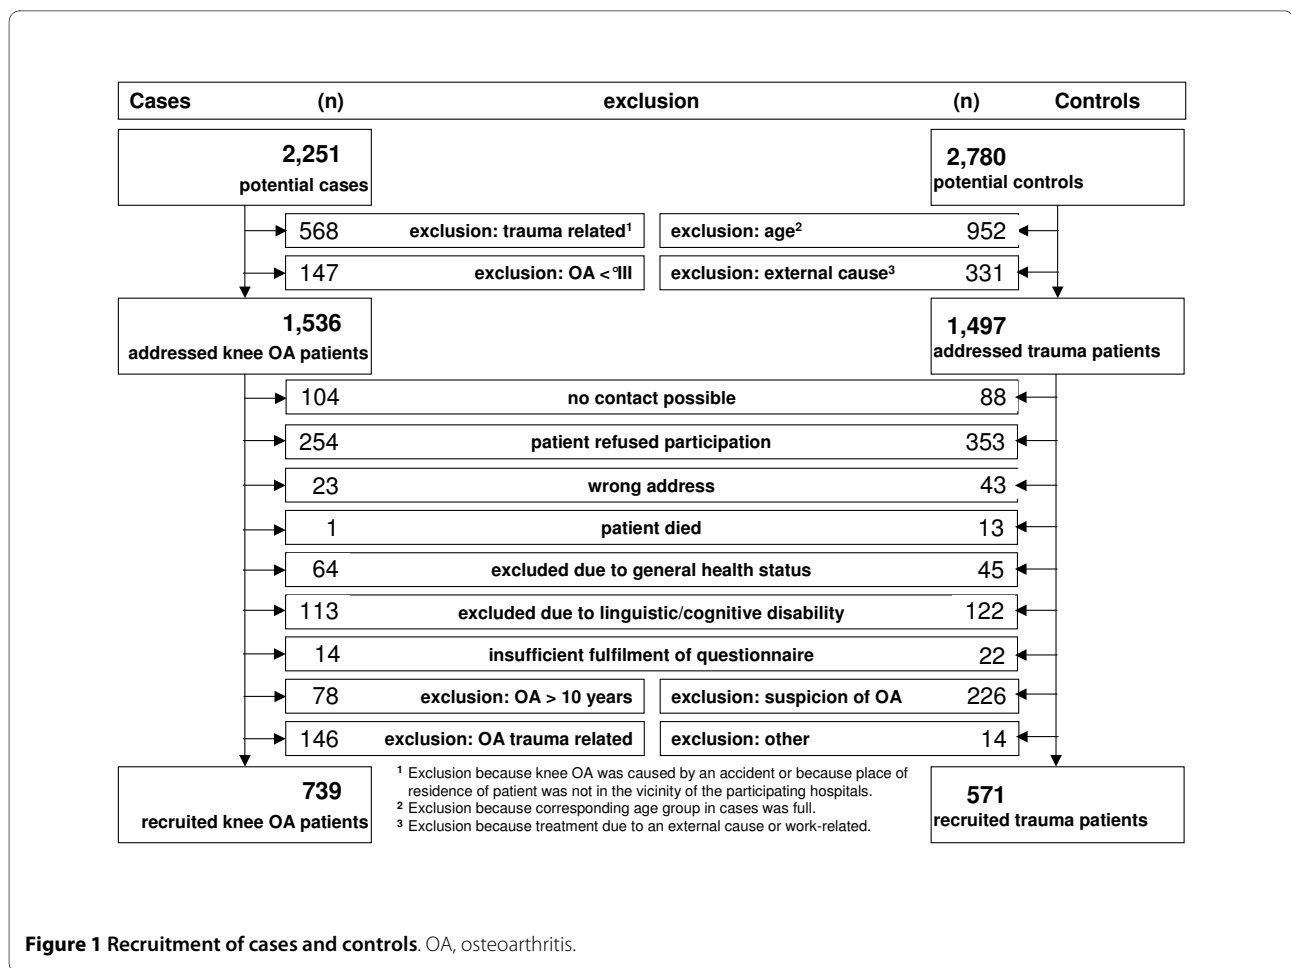 Cases (n) exclusion (n) Controls
2,251
potential cases
2,780
potential controls
568 exclusion: trauma related¹ exclusion: age² 952
147 exclusion: OA <°III exclusion: external cause³ 331
1,536
addressed knee OA patients
1,497
addressed trauma patients
104 no contact possible 88
254 patient refused participation 353
23 wrong address 43
1 patient died 13
64 excluded due to general health status 45
113 excluded due to linguistic/cognitive disability 122
14 insufficient fulfilment of questionnaire 22
78 exclusion: OA > 10 years exclusion: suspicion of OA 226
146 exclusion: OA trauma related exclusion: other 14
739
recruited knee OA patients
¹ Exclusion because knee OA was caused by an accident or because place of
residence of patient was not in the vicinity of the participating hospitals.
² Exclusion because corresponding age group in cases was full.
³ Exclusion because treatment due to an external cause or work-related.
571
recruited trauma patients
Figure 1 Recruitment of cases and controls. OA, osteoarthritis.